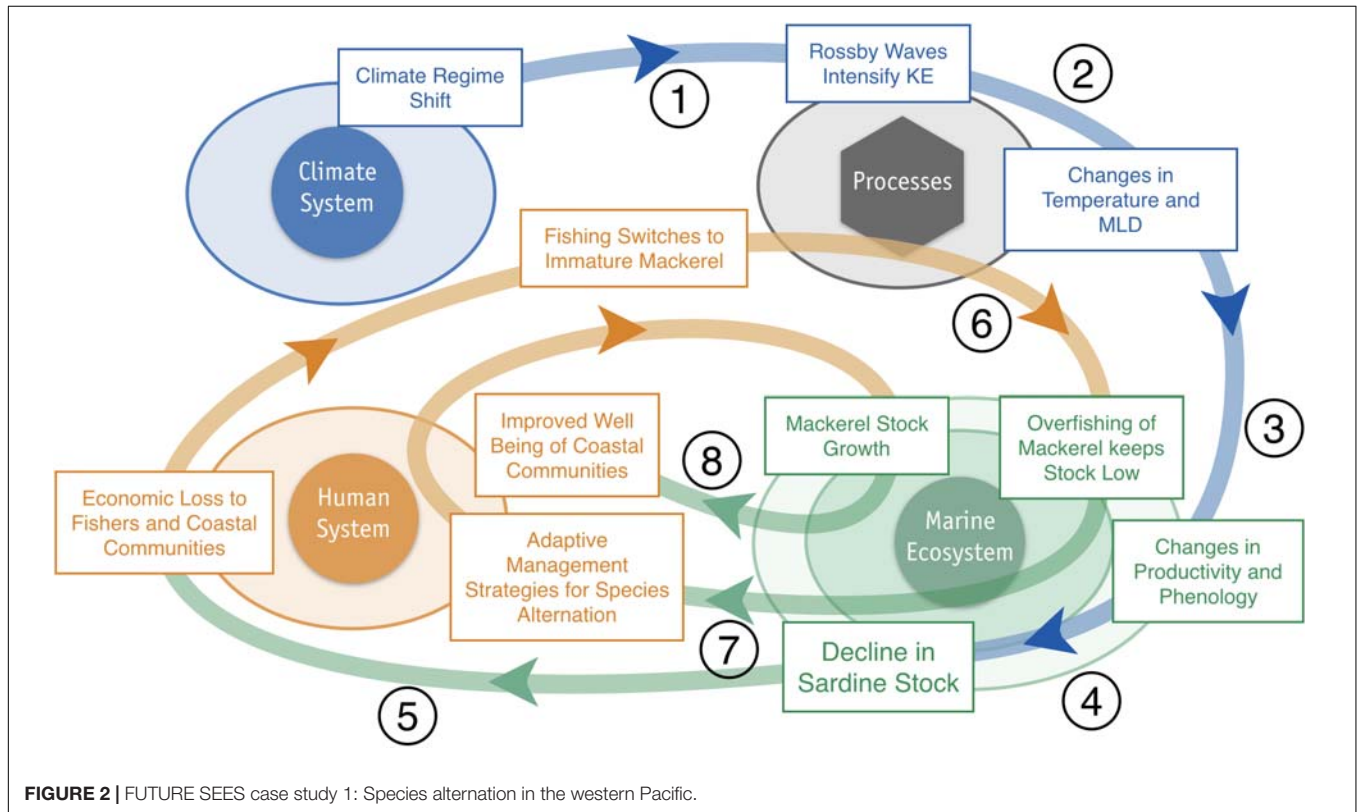 Climate Regime
Shift
Rossby Waves
Intensify KE
1
2
Climate
System
Processes
Changes in
Temperature and
MLD
Fishing Switches to
Immature Mackerel
6
3
Improved Well
Being of Coastal
Communities
8
Mackerel Stock
Growth
Overfishing of
Mackerel keeps
Stock Low
Economic Loss to
Fishers and Coastal
Communities
Human
System
Adaptive
Management
Strategies for Species
Alternation
Marine
Ecosystem
Changes in
Productivity and
Phenology
7
Decline in
Sardine Stock
4
5
FIGURE 2 | FUTURE SEES case study 1: Species alternation in the western Pacific.